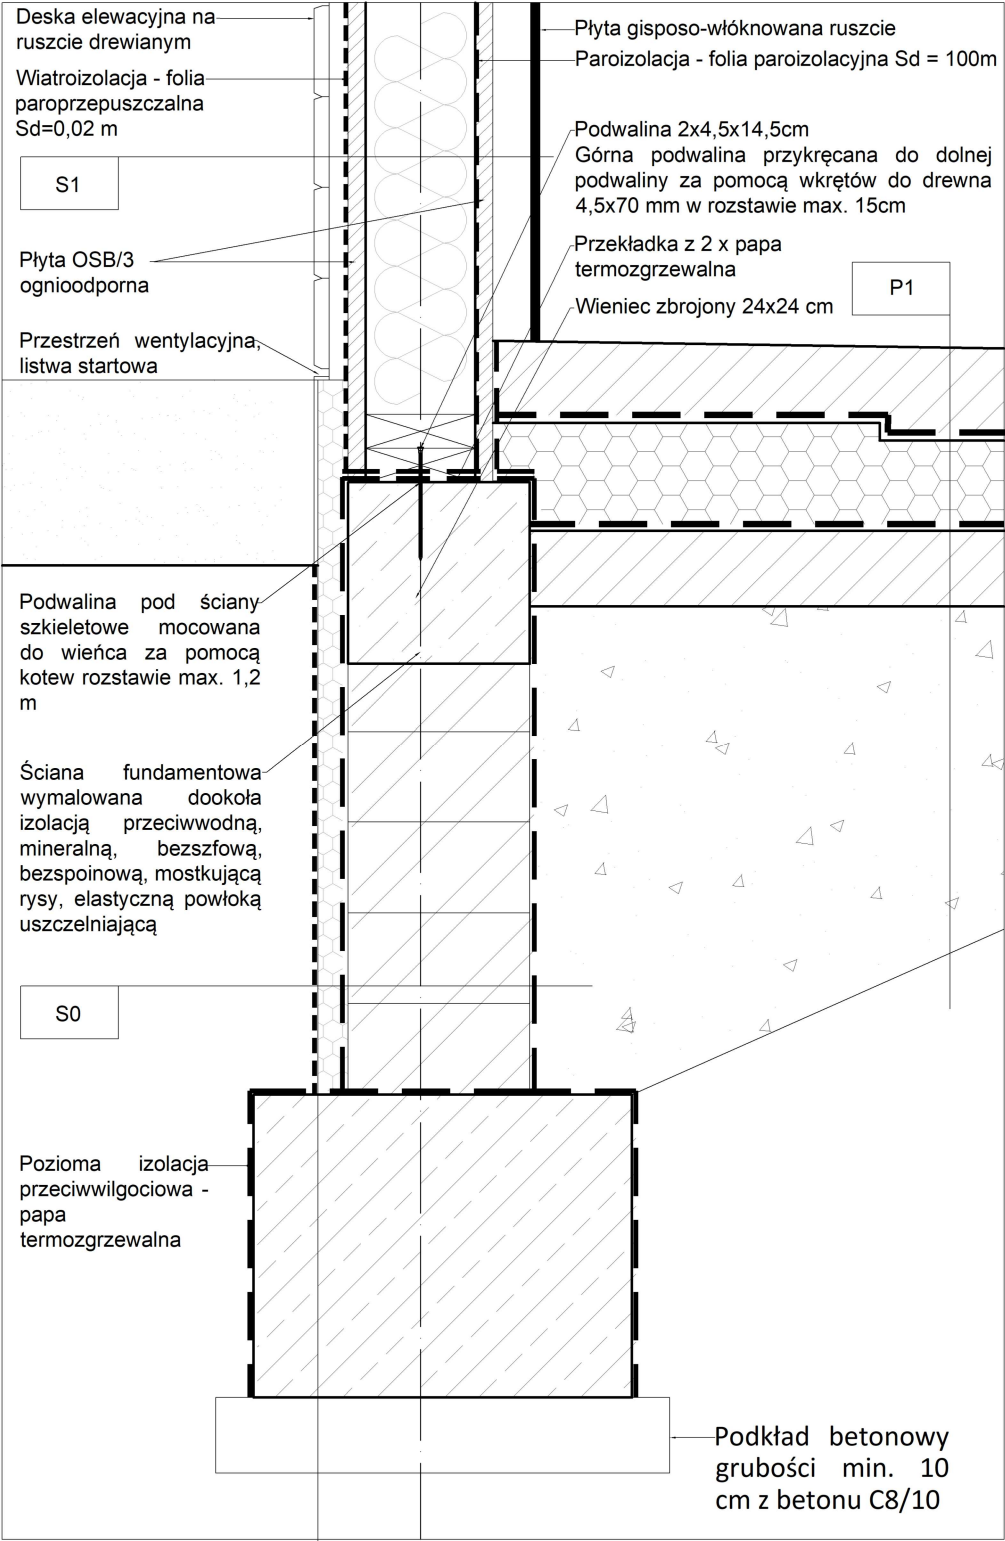 Deska elewacyjna na
ruszcie drewianym
Wiatroizolacja - folia
paroprzepuszczalna
Sd=0,02 m
S1
Płyta OSB/3
ognioodporna
Przestrzeń wentylacyjna,
listwa startowa
Płyta gisposo-włóknowana ruszcie
Paroizolacja - folia paroizolacyjna Sd = 100m
Podwalina 2x4,5x14,5cm
Górna podwalina przykręcana do dolnej
podwaliny za pomocą wkrętów do drewna
4,5x70 mm w rozstawie max. 15cm
Przekładka z 2 x papa
termozgrzewalna
Wieniec zbrojony 24x24 cm
P1
Podwalina pod ściany
szkieletowe mocowana
do wieńca za pomocą
kotew rozstawie max. 1,2
m
Ściana fundamentowa
wymalowana dookoła
izolacją przeciwwodną,
mineralną, bezszfową,
bezspoinową, mostkującą
rysy, elastyczną powłoką
uszczelniającą
S0
Pozioma izolacja
przeciwwilgociowa -
papa
termozgrzewalna
Podkład betonowy
grubości min. 10
cm z betonu C8/10